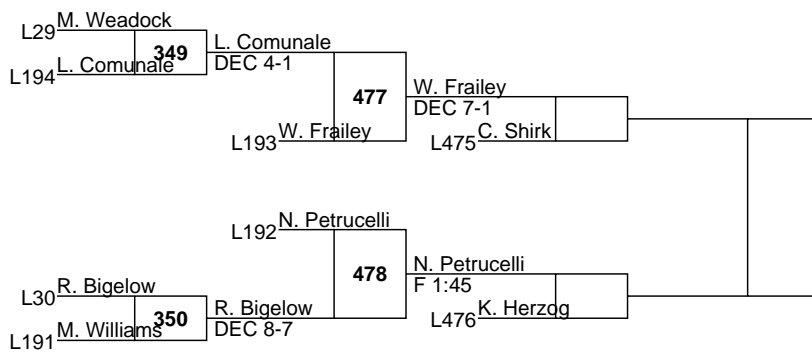 M. Weadock
L29
349
L. Comunale
L194
L. Comunale
DEC 4-1
477
W. Frailey
L193
W. Frailey
DEC 7-1
C. Shirk
L475
N. Petrucelli
L192
478
R. Bigelow
L30
350
M. Williams
L191
R. Bigelow
DEC 8-7
N. Petrucelli
F 1:45
K. Herzog
L476